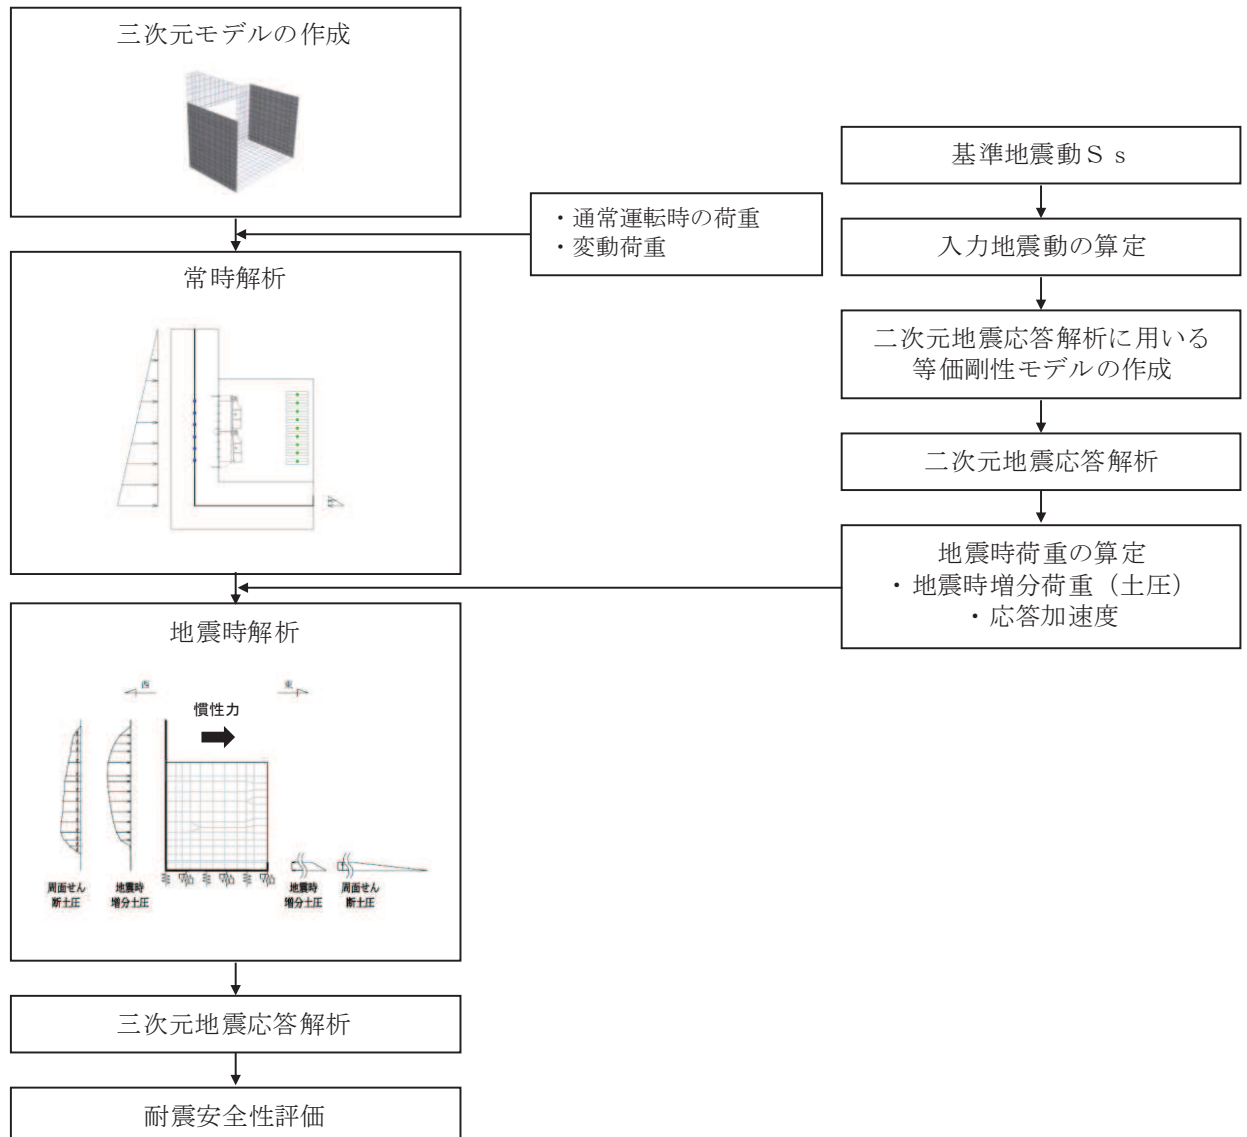 三次元モデルの作成
・通常運転時の荷重
・変動荷重
常時解析
基準地震動Ｓｓ
入力地震動の算定
二次元地震応答解析に用いる
等価剛性モデルの作成
二次元地震応答解析
地震時荷重の算定
・地震時増分荷重（土圧）
・応答加速度
地震時解析
西
東
慣性力
周面せん
断土圧
地震時
増分土圧
地震時
増分土圧
周面せん
断土圧
三次元地震応答解析
耐震安全性評価